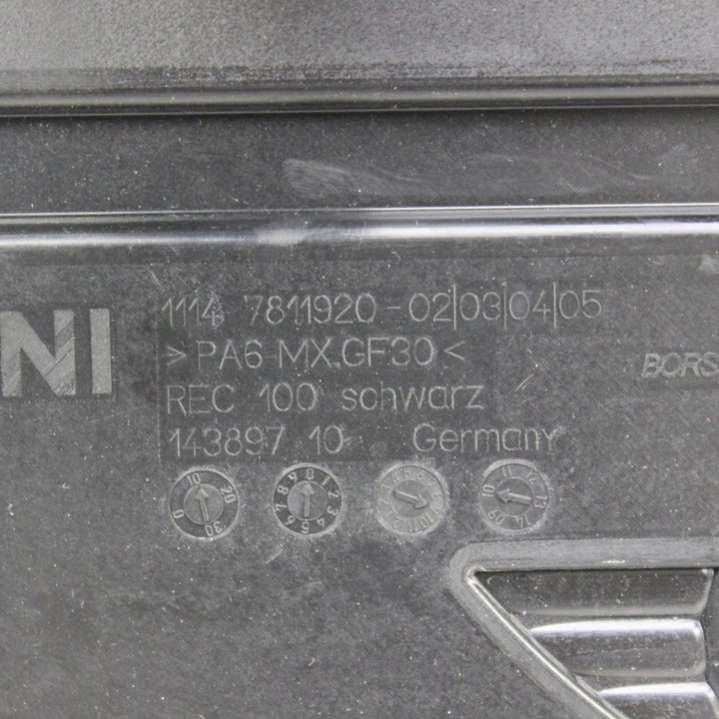 1114 7811920-02|03|04|05
>PA6-MX.GF30<
NI
BORS
REC 100 schwarz
143897 10 Germany